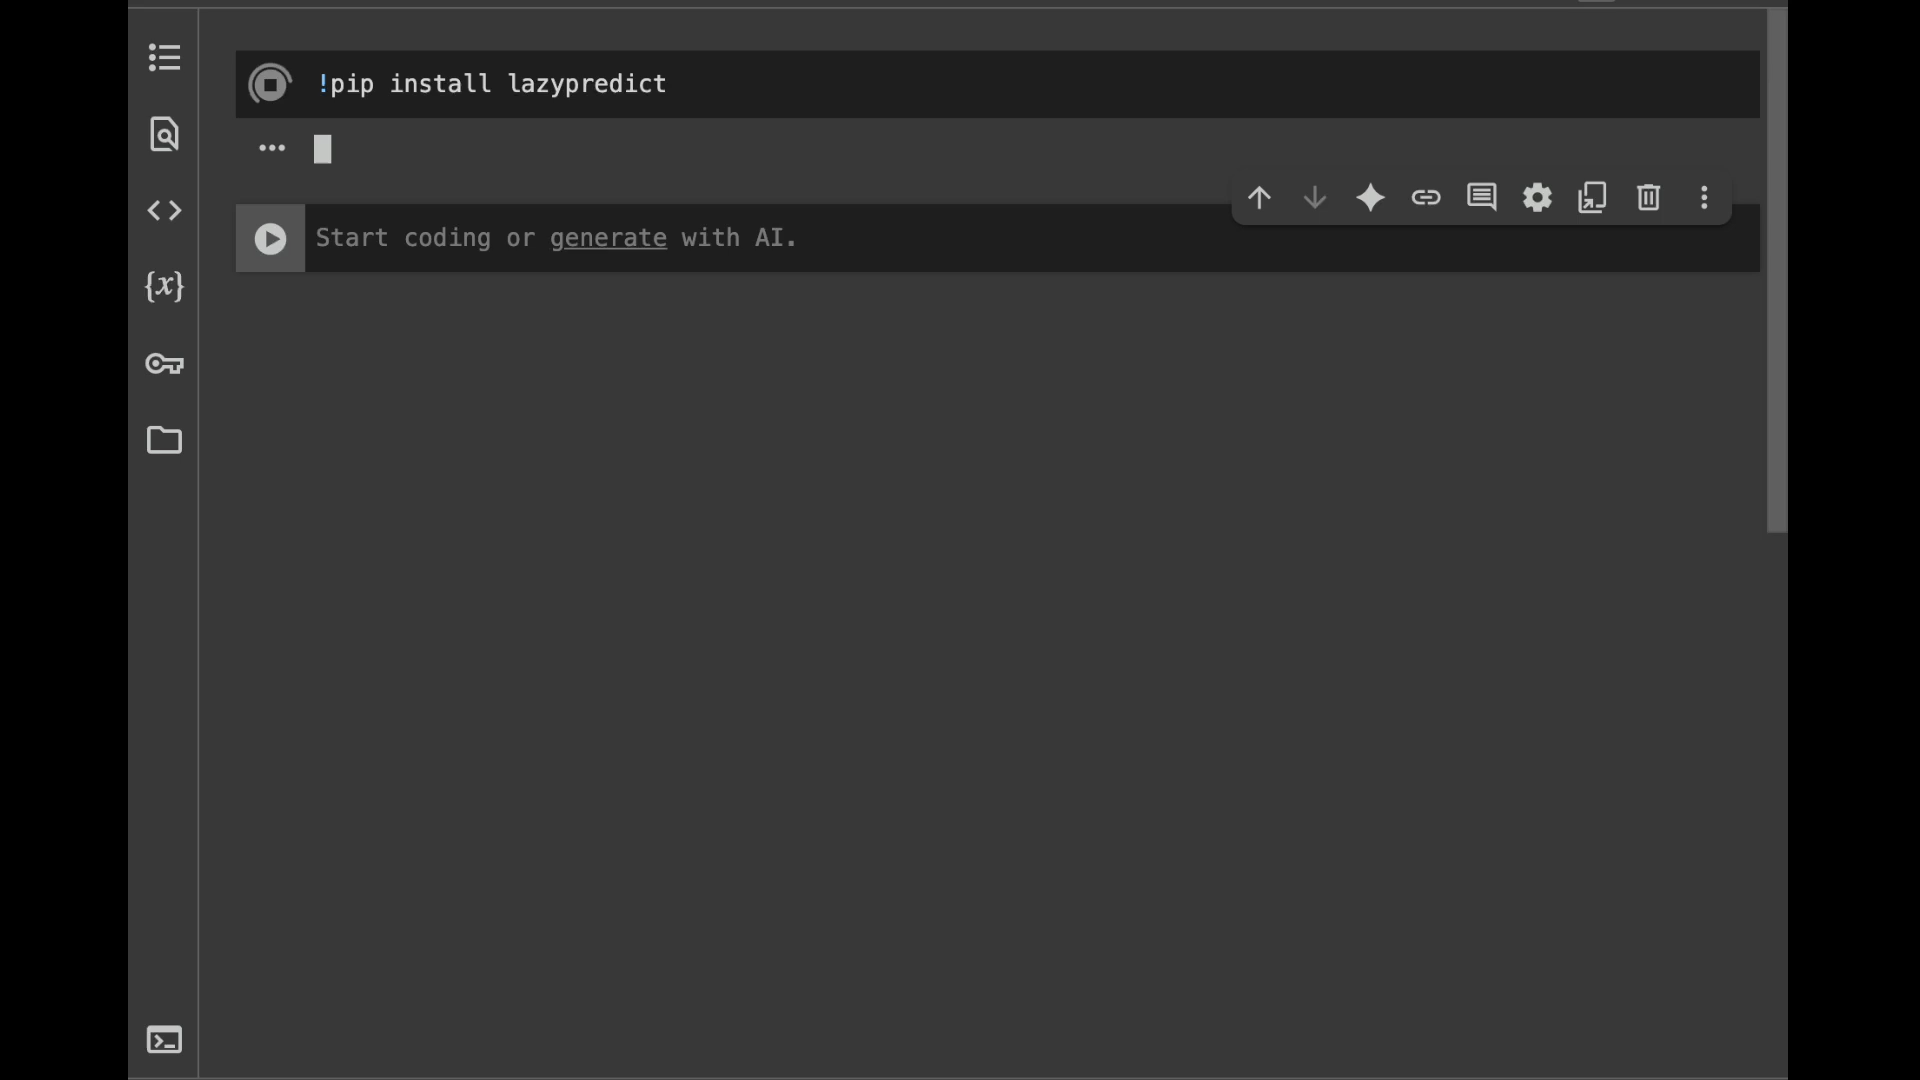 !pip install lazypredict
Start coding or generate with AI.
{x}